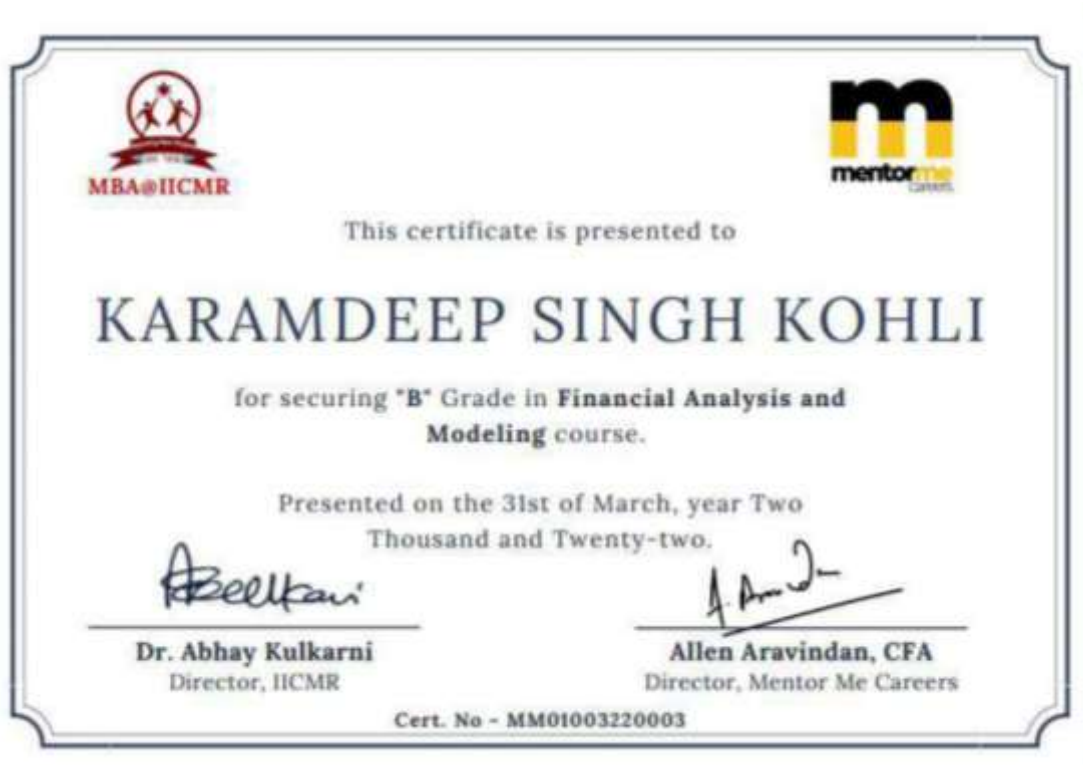 MBA@IICMR
mentorme
careers
This certificate is presented to
KARAMDEEP SINGH KOHLI
for securing "B" Grade in Financial Analysis and
Modeling course.
Presented on the 31st of March, year Two
Thousand and Twenty-two.
Dr. Abhay Kulkarni
Allen Aravindan, CFA
Director, IICMR
Director, Mentor Me Careers
Cert. No - MM01003220003